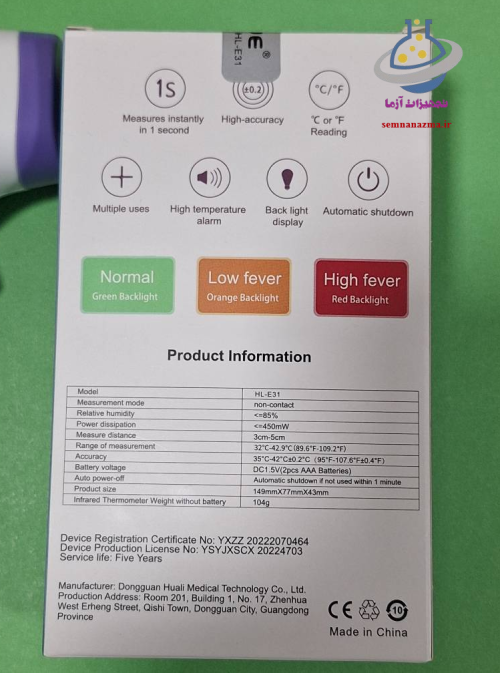 HL-E31
تجهیزات آزما
semnanazma.ir
1S
±0.2
°C/°F
Measures instantly
in 1 second
High-accuracy
℃ or ℉
Reading
Multiple uses
High temperature
alarm
Back light
display
Automatic shutdown
Normal
Green Backlight
Low fever
Orange Backlight
High fever
Red Backlight
Product Information
Model HL-E31
Measurement mode non-contact
Relative humidity <=85%
Power dissipation <=450mW
Measure distance 3cm-5cm
Range of measurement 32℃-42.9℃(89.6°F-109.2°F)
Accuracy 35℃-42℃±0.2℃ (95°F-107.6°F±0.4°F)
Battery voltage DC1.5V(2pcs AAA Batteries)
Auto power-off Automatic shutdown if not used within 1 minute
Product size 149mmX77mmX43mm
Infrared Thermometer Weight without battery 104g
Device Registration Certificate No: YXZZ 20222070464
Device Production License No: YSYJXSCX 20224703
Service life: Five Years
Manufacturer: Dongguan Huali Medical Technology Co., Ltd.
Production Address: Room 201, Building 1, No. 17, Zhenhua
West Erheng Street, Qishi Town, Dongguan City, Guangdong
Province
CE
10
Made in China